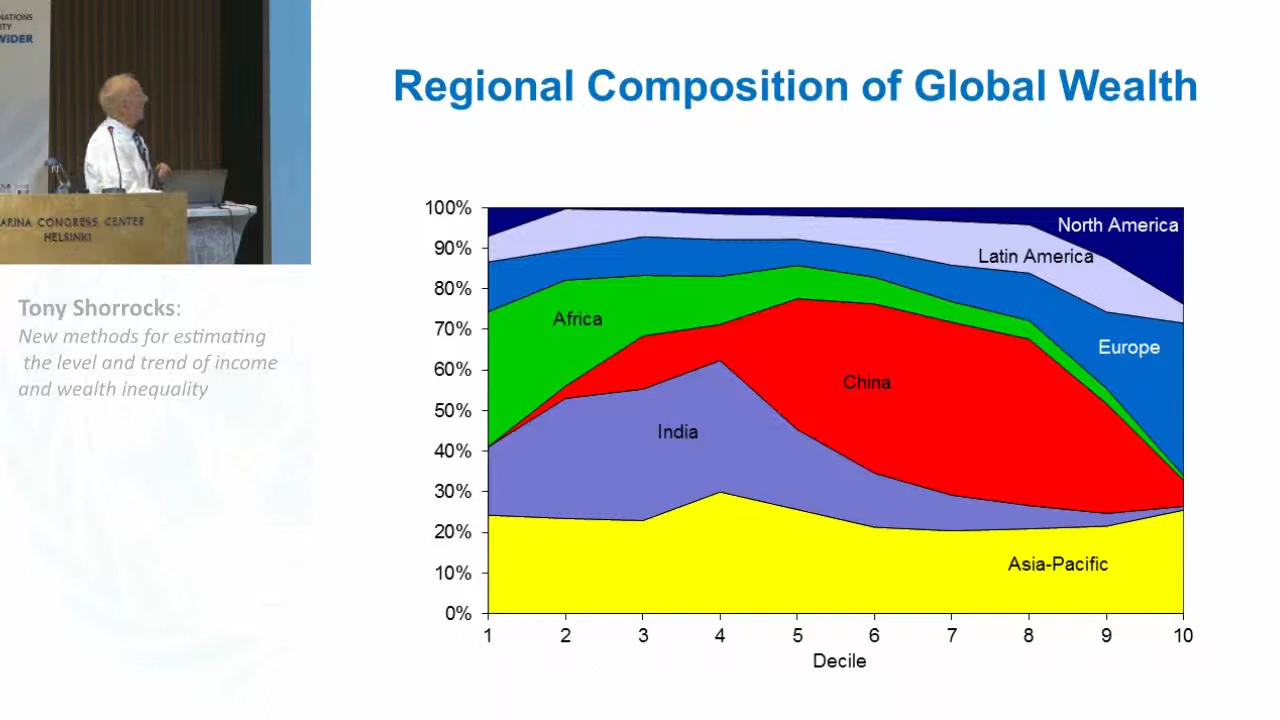 NATIONS
WIDER
ARINA CONGRESS CENTER
HELSINKI
Tony Shorrocks:
New methods for estimating
the level and trend of income
and wealth inequality
Regional Composition of Global Wealth
100%
90%
80%
70%
60%
50%
40%
30%
20%
10%
0%
North America
Latin America
Africa
Europe
China
India
Asia-Pacific
1 2 3 4 5 6 7 8 9 10
Decile